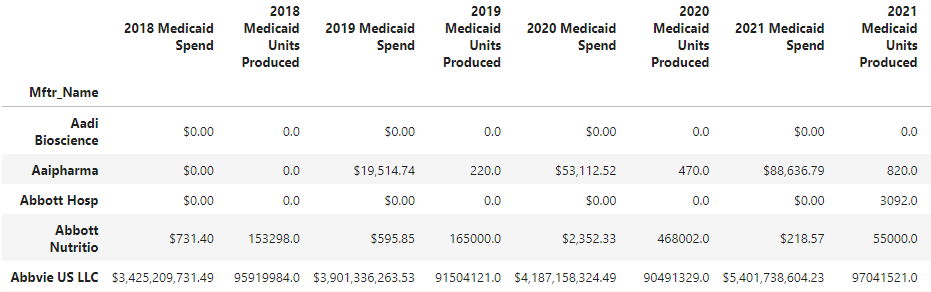 2018 Medicaid Spend 2018 Medicaid Units Produced 2019 Medicaid Spend 2019 Medicaid Units Produced 2020 Medicaid Spend 2020 Medicaid Units Produced 2021 Medicaid Spend 2021 Medicaid Units Produced
Mftr_Name
Aadi Bioscience $0.00 0.0 $0.00 0.0 $0.00 0.0 $0.00 0.0
Aaipharma $0.00 0.0 $19,514.74 220.0 $53,112.52 470.0 $88,636.79 820.0
Abbott Hosp $0.00 0.0 $0.00 0.0 $0.00 0.0 $0.00 3092.0
Abbott Nutritio $731.40 153298.0 $595.85 165000.0 $2,352.33 468002.0 $218.57 55000.0
Abbvie US LLC $3,425,209,731.49 95919984.0 $3,901,336,263.53 91504121.0 $4,187,158,324.49 90491329.0 $5,401,738,604.23 97041521.0